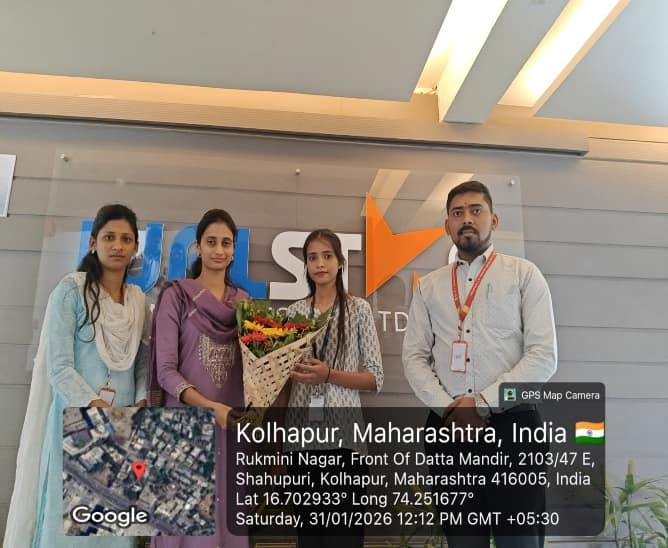 TD
GPS Map Camera
Kolhapur, Maharashtra, India
Rukmini Nagar, Front Of Datta Mandir, 2103/47 E,
Shahupuri, Kolhapur, Maharashtra 416005, India
Lat 16.702933° Long 74.251677°
Saturday, 31/01/2026 12:12 PM GMT +05:30
Google